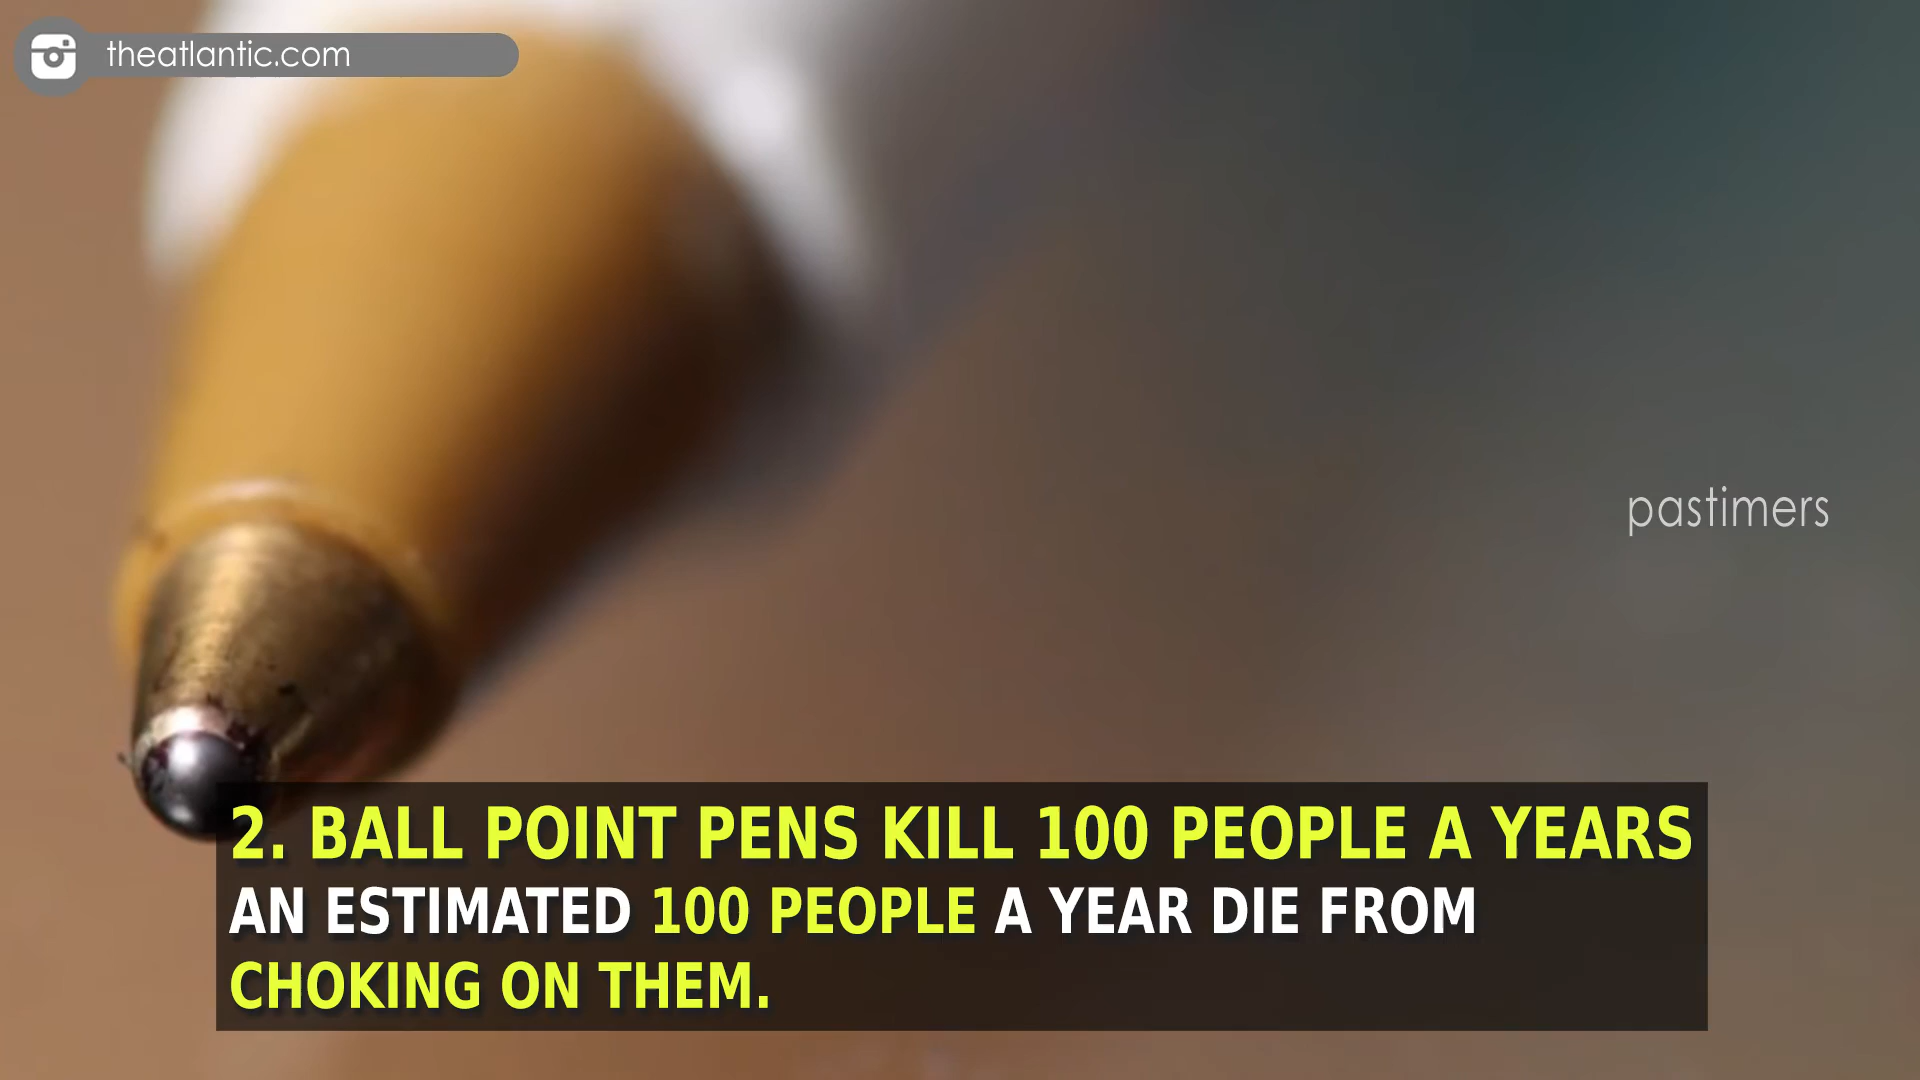 theatlantic.com
pastimers
2. BALL POINT PENS KILL 100 PEOPLE A YEARS
AN ESTIMATED 100 PEOPLE A YEAR DIE FROM
CHOKING ON THEM.